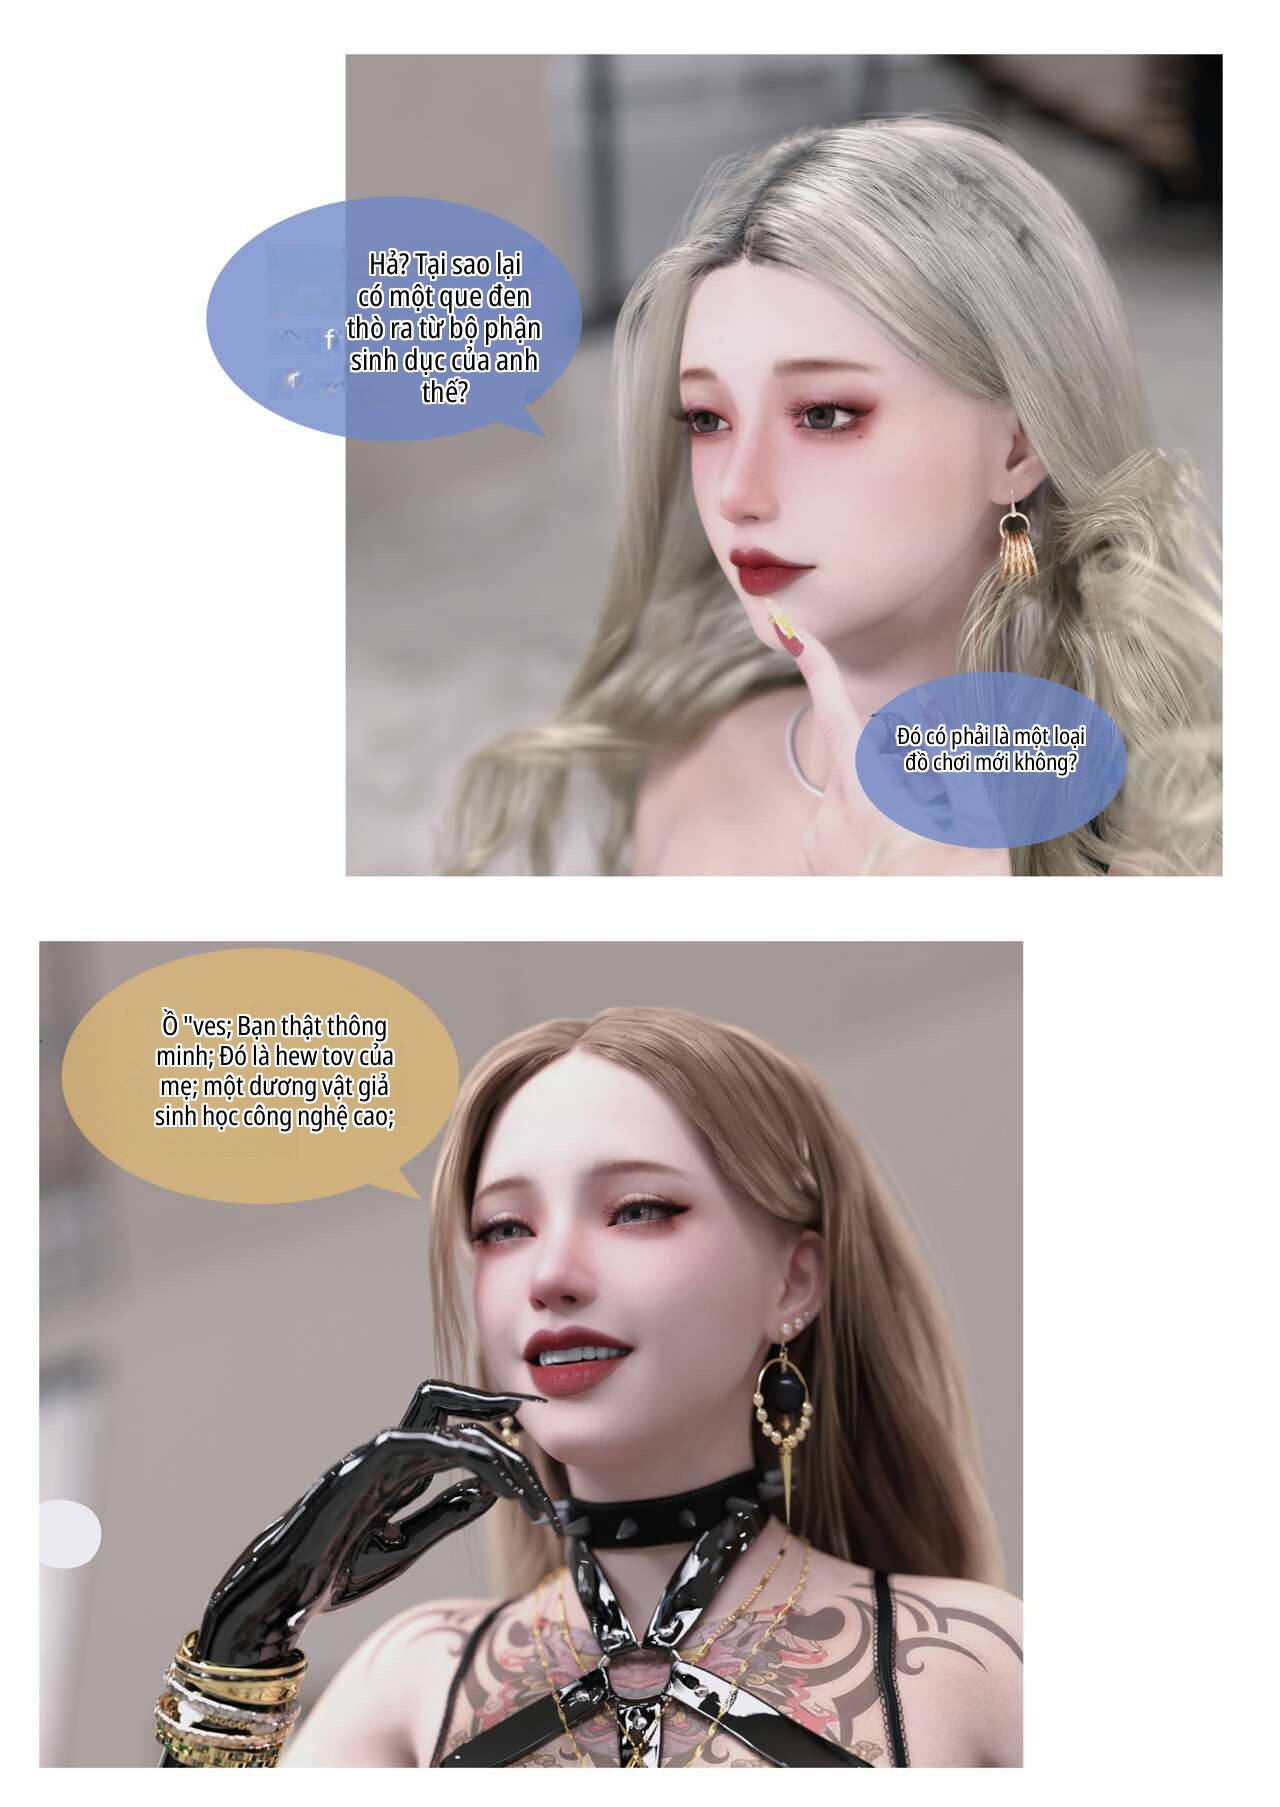 Hả? Tại sao lại
có một que đen
thò ra từ bộ phận
sinh dục của anh
thế?
Đó có phải là một loại
đồ chơi mới không?
Ồ "ves; Bạn thật thông
minh; Đó là hew tov của
mẹ; một dương vật giả
sinh học công nghệ cao;